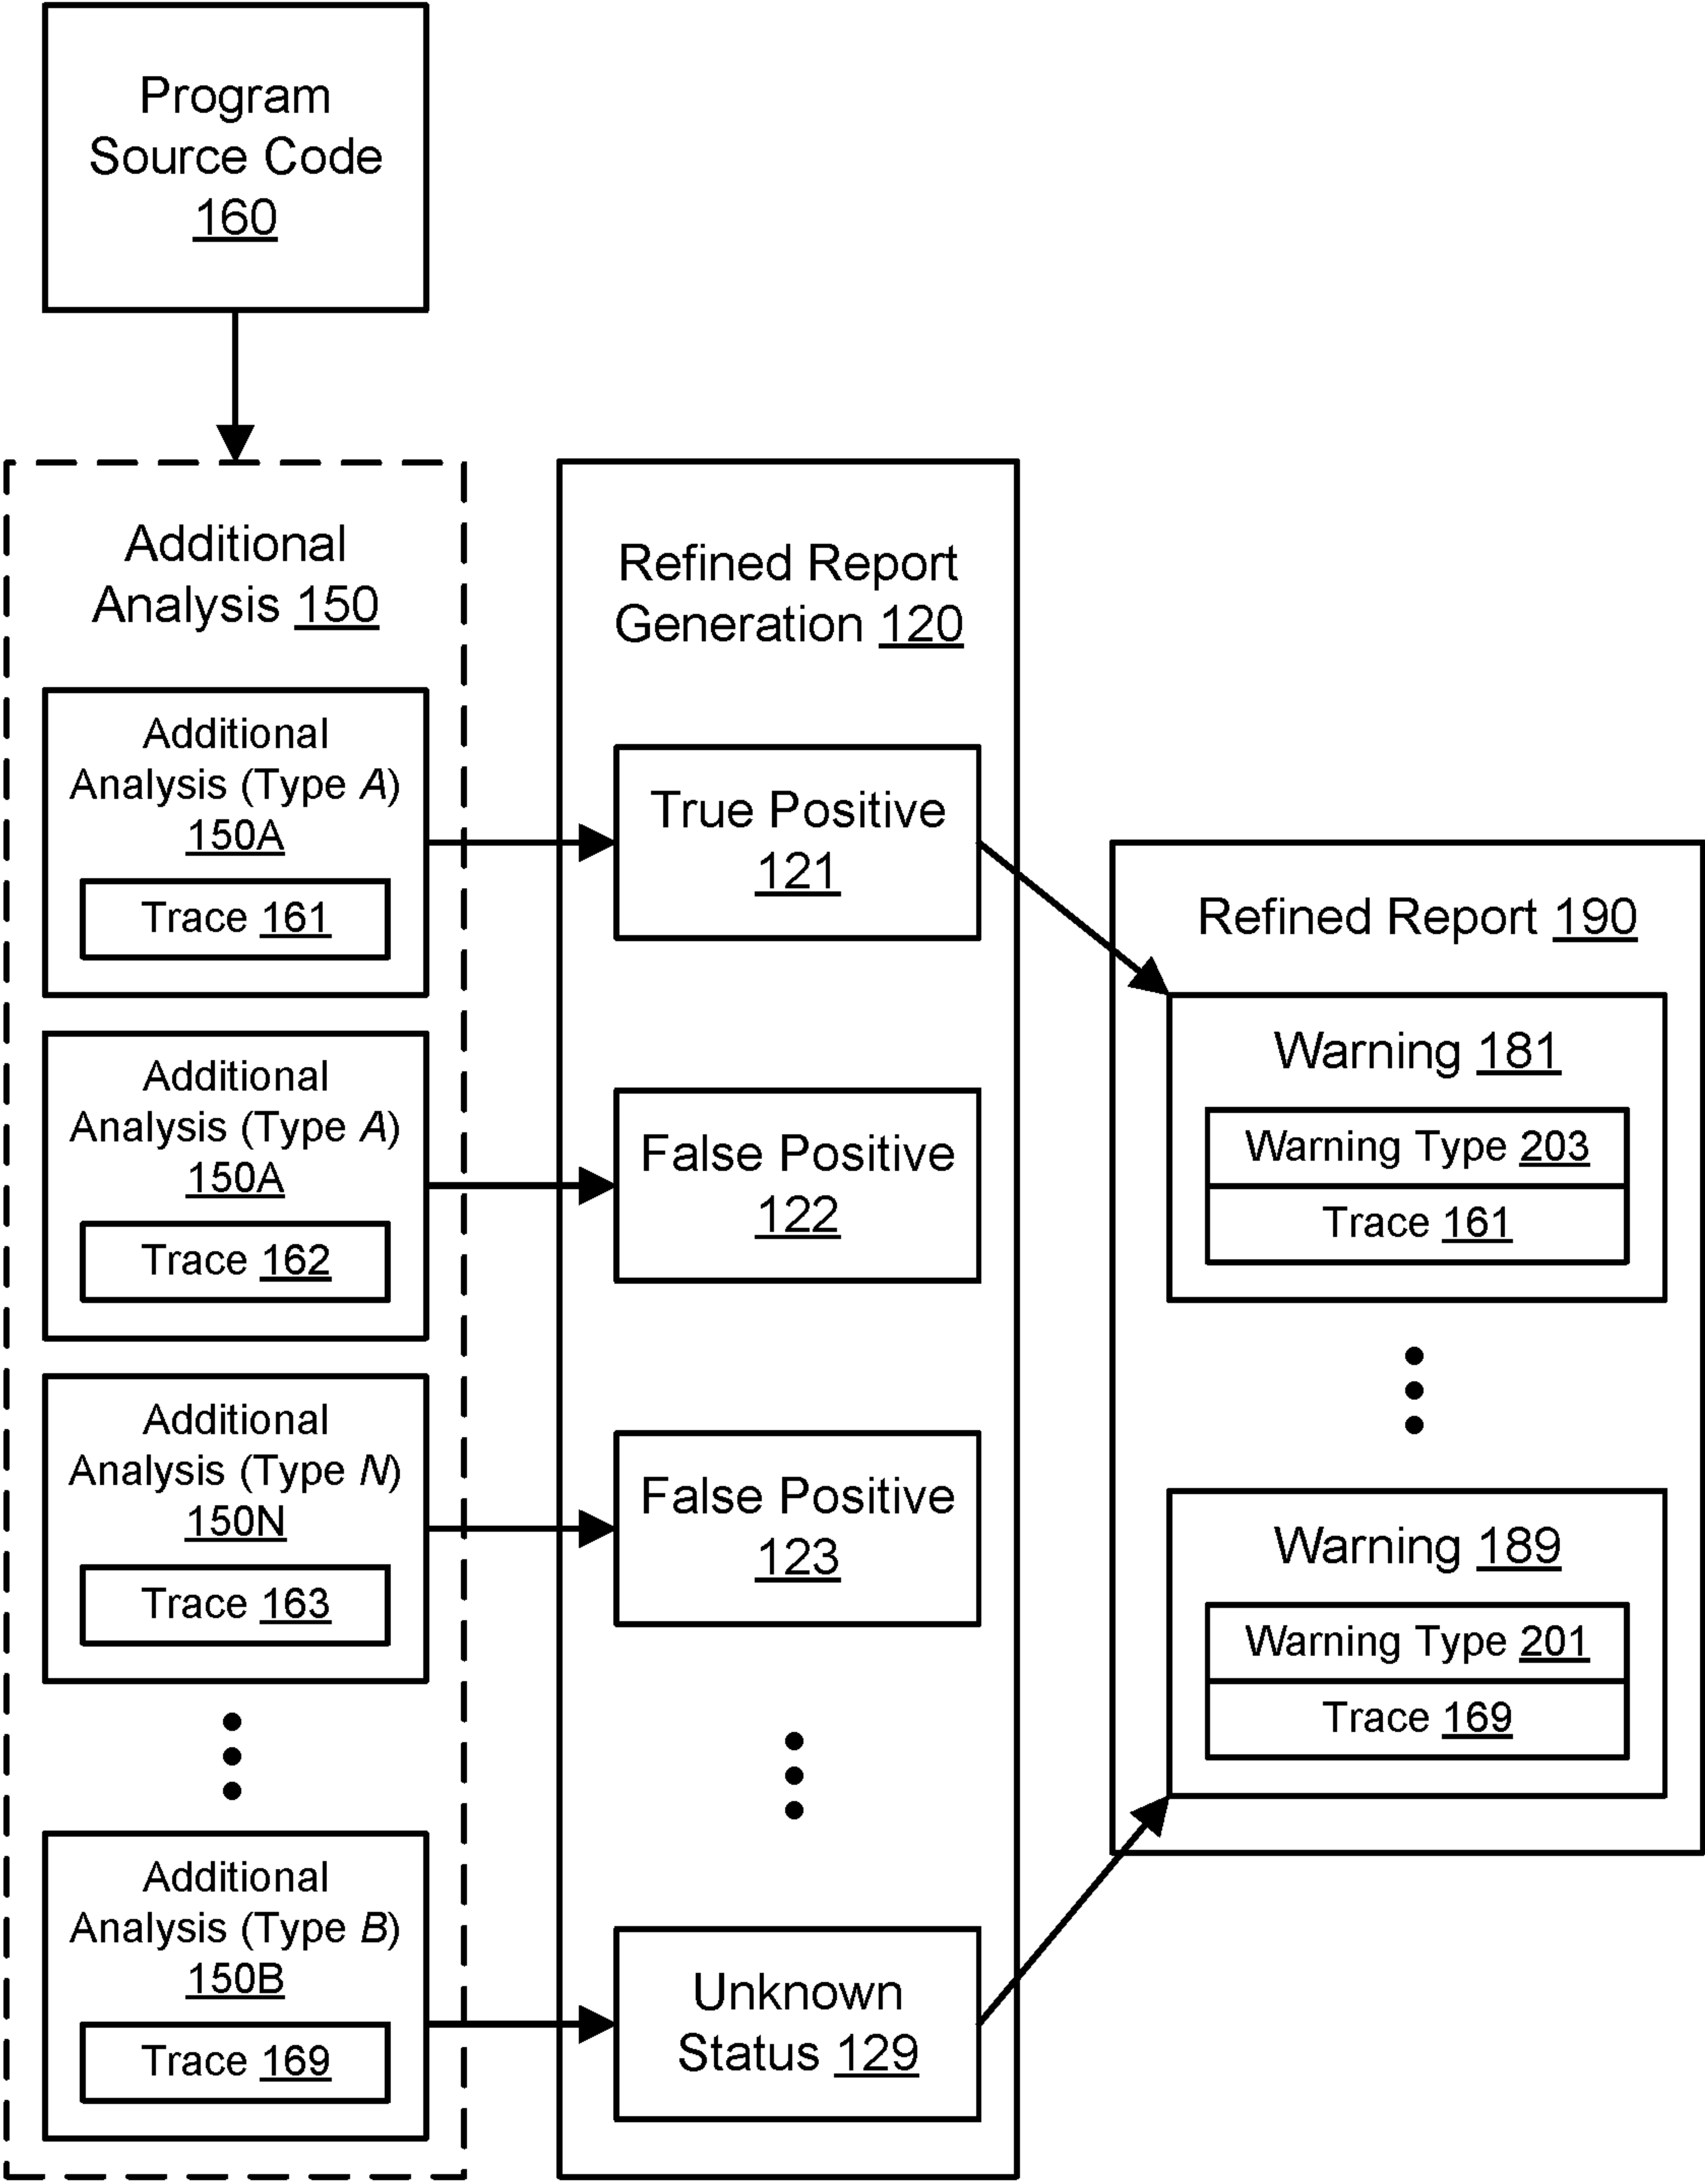 Program
Source Code
160
Additional
Analysis 150
Additional
Analysis (Type A)
150A
Trace 161
Additional
Analysis (Type A)
150A
Trace 162
Additional
Analysis (Type N)
150N
Trace 163
Additional
Analysis (Type B)
150B
Trace 169
Refined Report
Generation 120
True Positive
121
False Positive
122
False Positive
123
Unknown
Status 129
Refined Report 190
Warning 181
Warning Type 203
Trace 161
Warning 189
Warning Type 201
Trace 169